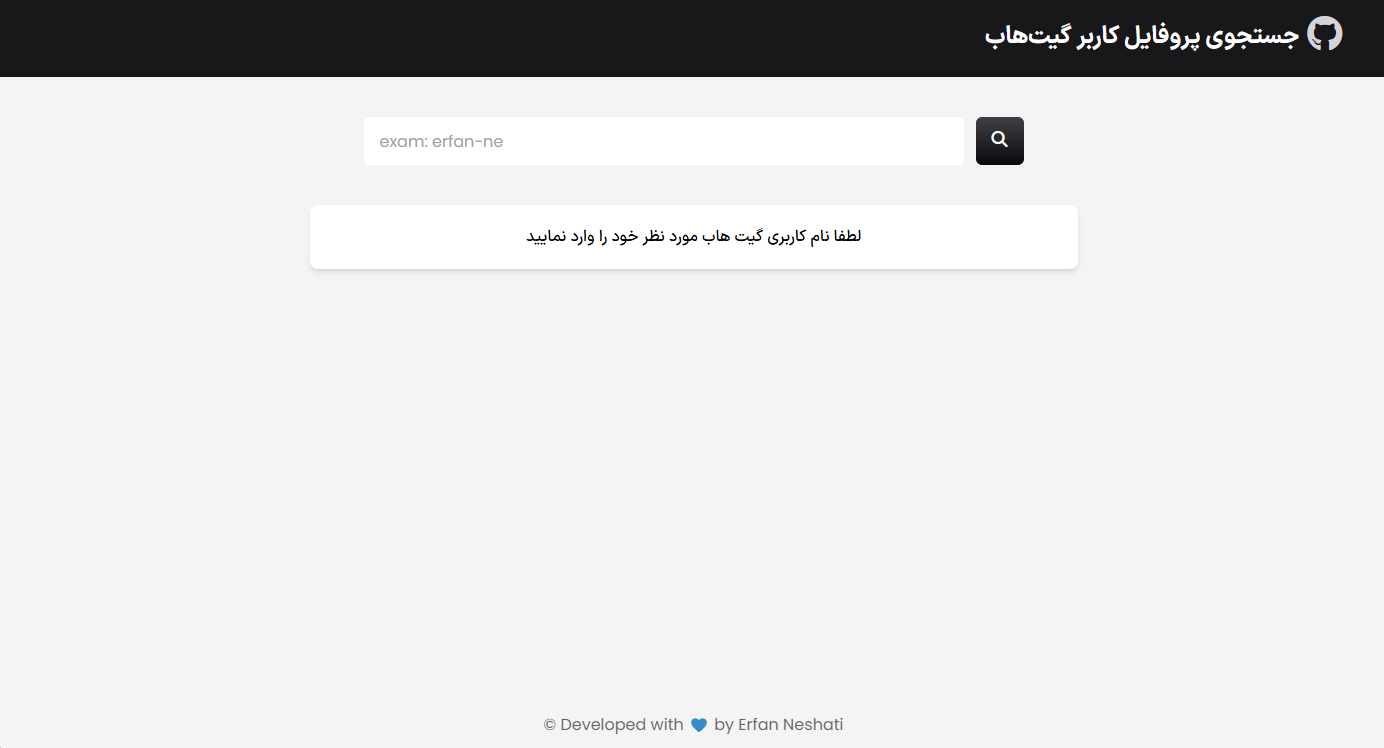 جستجوی پروفایل کاربر گیت‌هاب
exam: erfan-ne
لطفا نام کاربری گیت هاب مورد نظر خود را وارد نمایید
© Developed with 💙 by Erfan Neshati